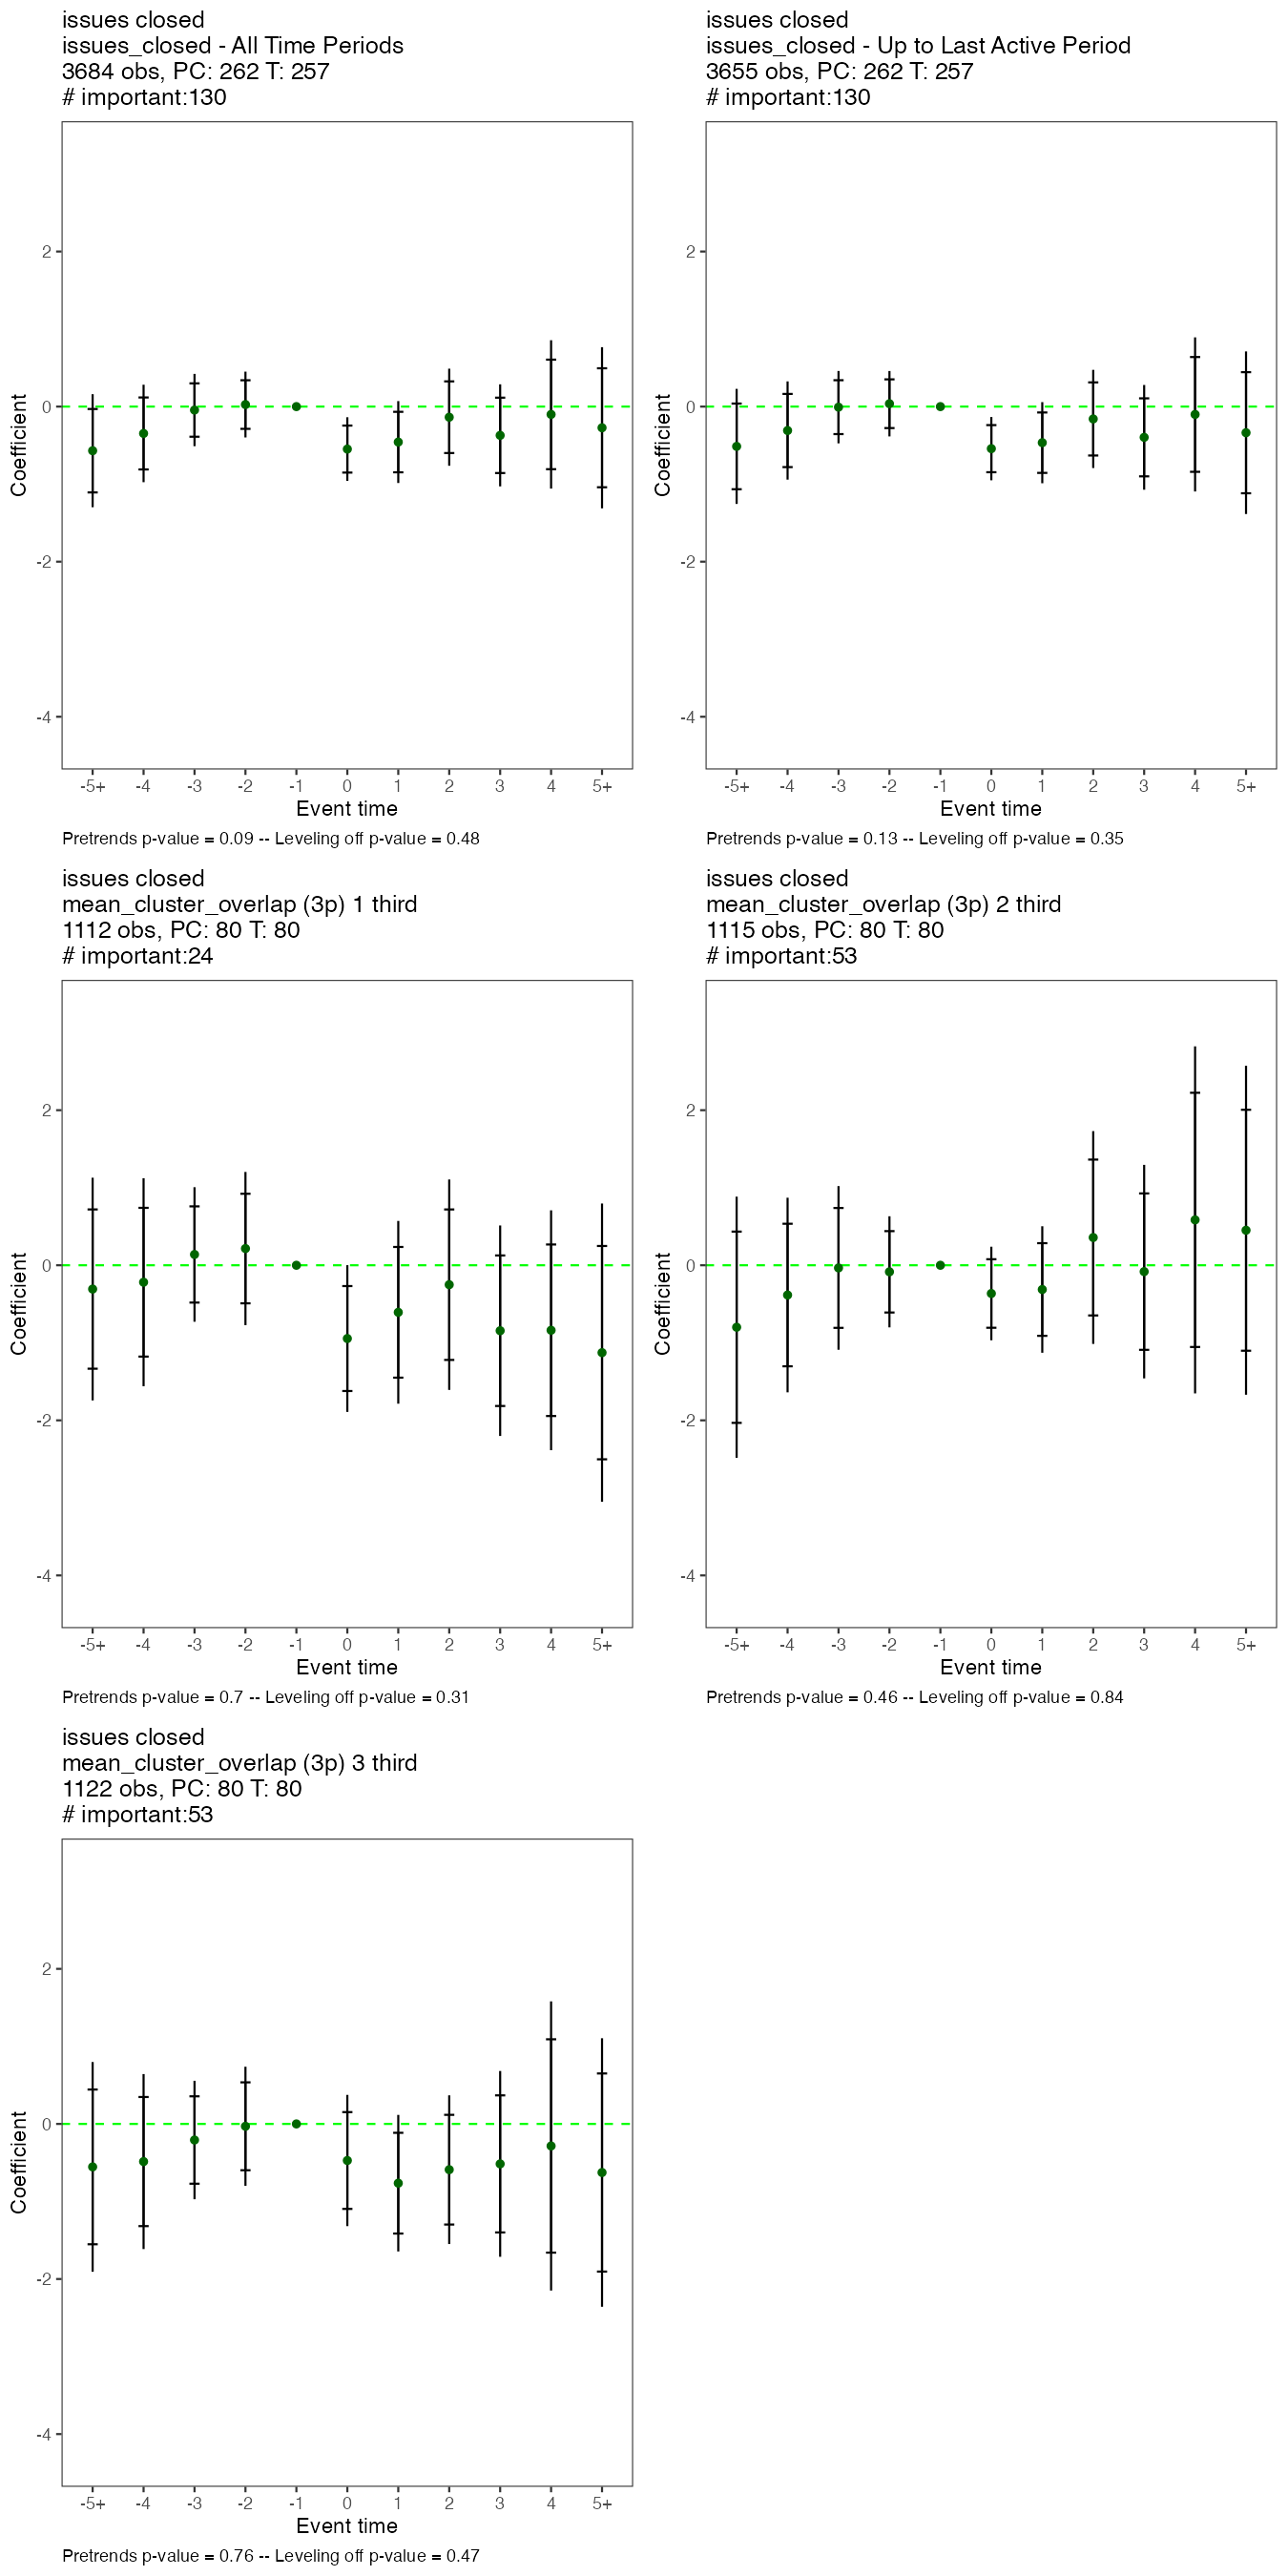 issues closed
issues_closed - All Time Periods
3684 obs, PC: 262 T: 257
# important:130
Coefficient
2
0
-2
-4
-5+ -4 -3 -2 -1 0 1 2 3 4 5+
Event time
Pretrends p-value = 0.09 -- Leveling off p-value = 0.48
issues closed
issues_closed - Up to Last Active Period
3655 obs, PC: 262 T: 257
# important:130
Coefficient
2
0
-2
-4
-5+ -4 -3 -2 -1 0 1 2 3 4 5+
Event time
Pretrends p-value = 0.13 -- Leveling off p-value = 0.35
issues closed
mean_cluster_overlap (3p) 1 third
1112 obs, PC: 80 T: 80
# important:24
Coefficient
2
0
-2
-4
-5+ -4 -3 -2 -1 0 1 2 3 4 5+
Event time
Pretrends p-value = 0.7 -- Leveling off p-value = 0.31
issues closed
mean_cluster_overlap (3p) 2 third
1115 obs, PC: 80 T: 80
# important:53
Coefficient
2
0
-2
-4
-5+ -4 -3 -2 -1 0 1 2 3 4 5+
Event time
Pretrends p-value = 0.46 -- Leveling off p-value = 0.84
issues closed
mean_cluster_overlap (3p) 3 third
1122 obs, PC: 80 T: 80
# important:53
Coefficient
2
0
-2
-4
-5+ -4 -3 -2 -1 0 1 2 3 4 5+
Event time
Pretrends p-value = 0.76 -- Leveling off p-value = 0.47